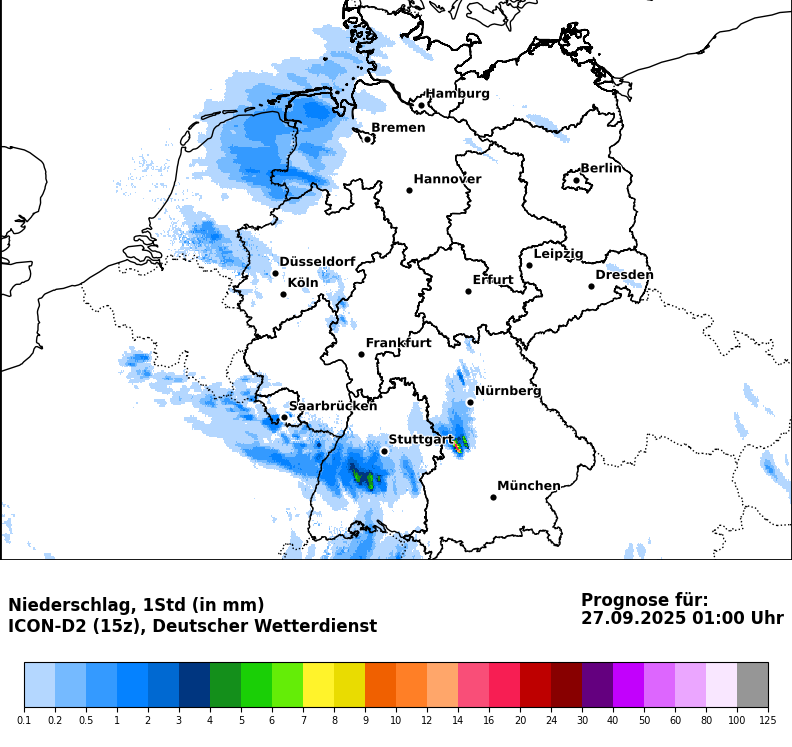 Hamburg
Bremen
Berlin
Hannover
Leipzig
Düsseldorf
Dresden
Köln
Erfurt
Frankfurt
Nürnberg
Saarbrücken
Stuttgart
München
Niederschlag, 1Std (in mm)
ICON-D2 (15z), Deutscher Wetterdienst
Prognose für:
27.09.2025 01:00 Uhr
0.1 0.2 0.5 1 2 3 4 5 6 7 8 9 10 12 14 16 20 24 30 40 50 60 80 100 125